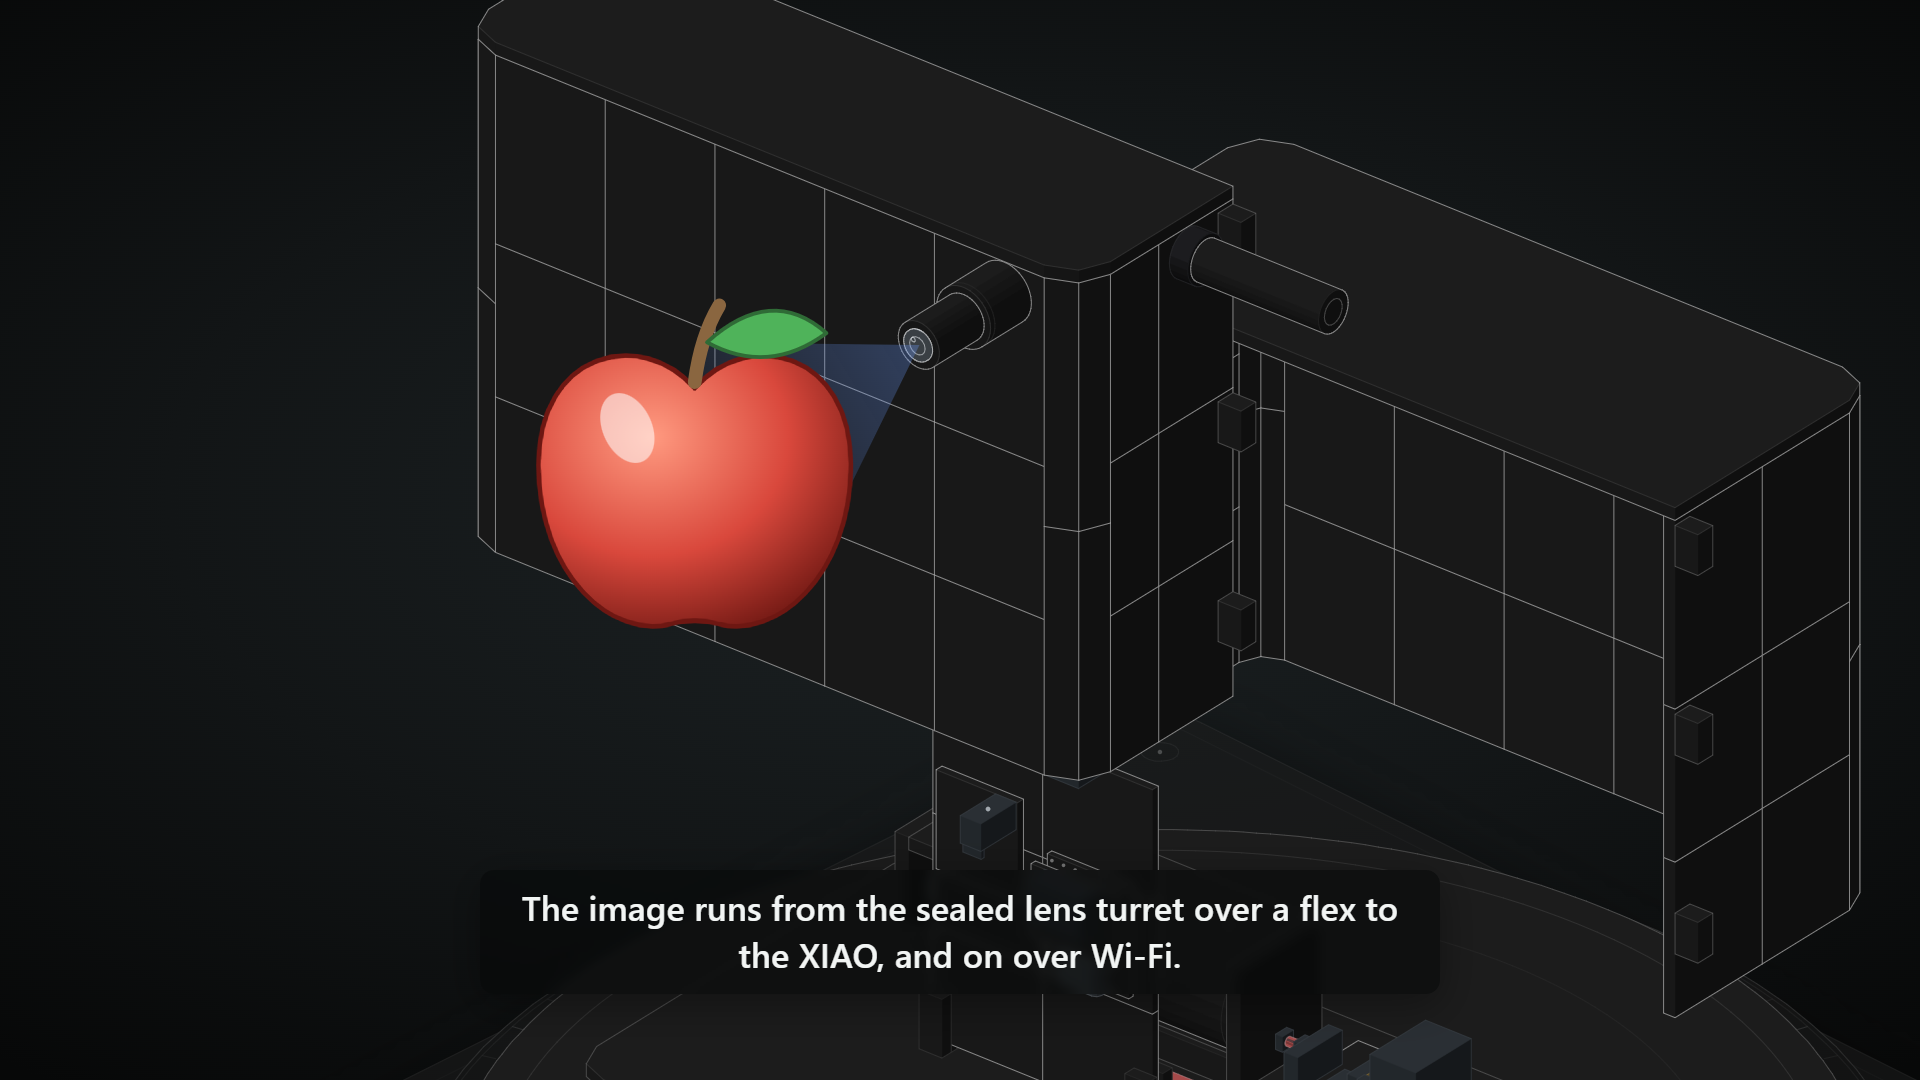 The image runs from the sealed lens turret over a flex to
the XIAO, and on over Wi-Fi.